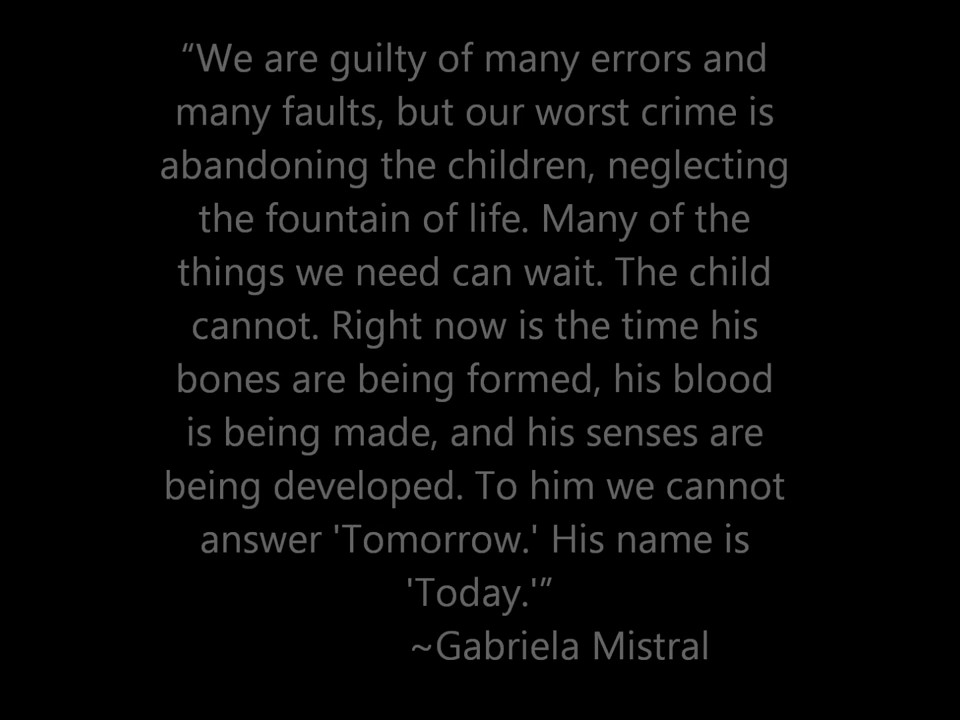 “We are guilty of many errors and
many faults, but our worst crime is
abandoning the children, neglecting
the fountain of life. Many of the
things we need can wait. The child
cannot. Right now is the time his
bones are being formed, his blood
is being made, and his senses are
being developed. To him we cannot
answer 'Tomorrow.' His name is
'Today.'”
~Gabriela Mistral